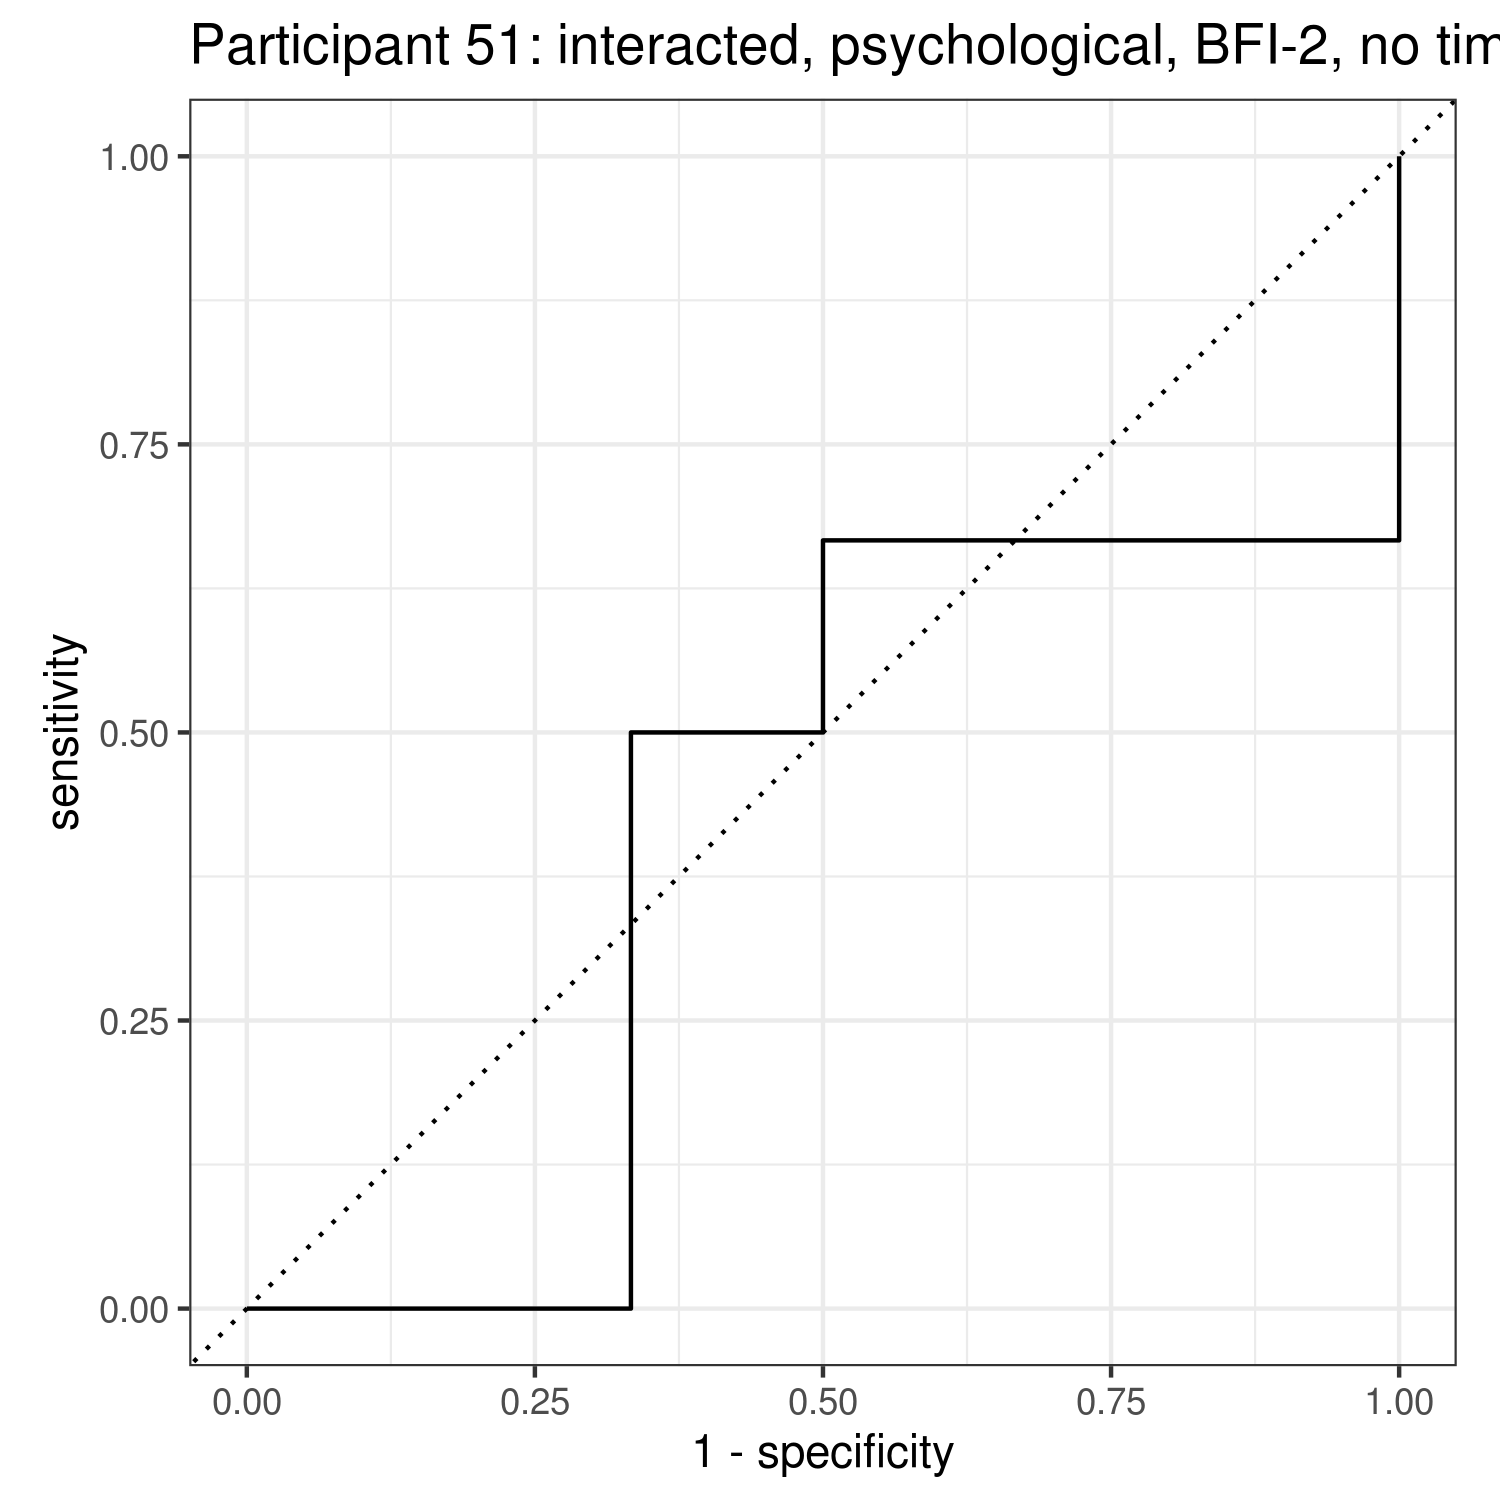 Participant 51: interacted, psychological, BFI-2, no tim
1.00
0.75
0.50
0.25
0.00
sensitivity
0.00 0.25 0.50 0.75 1.00
1 - specificity